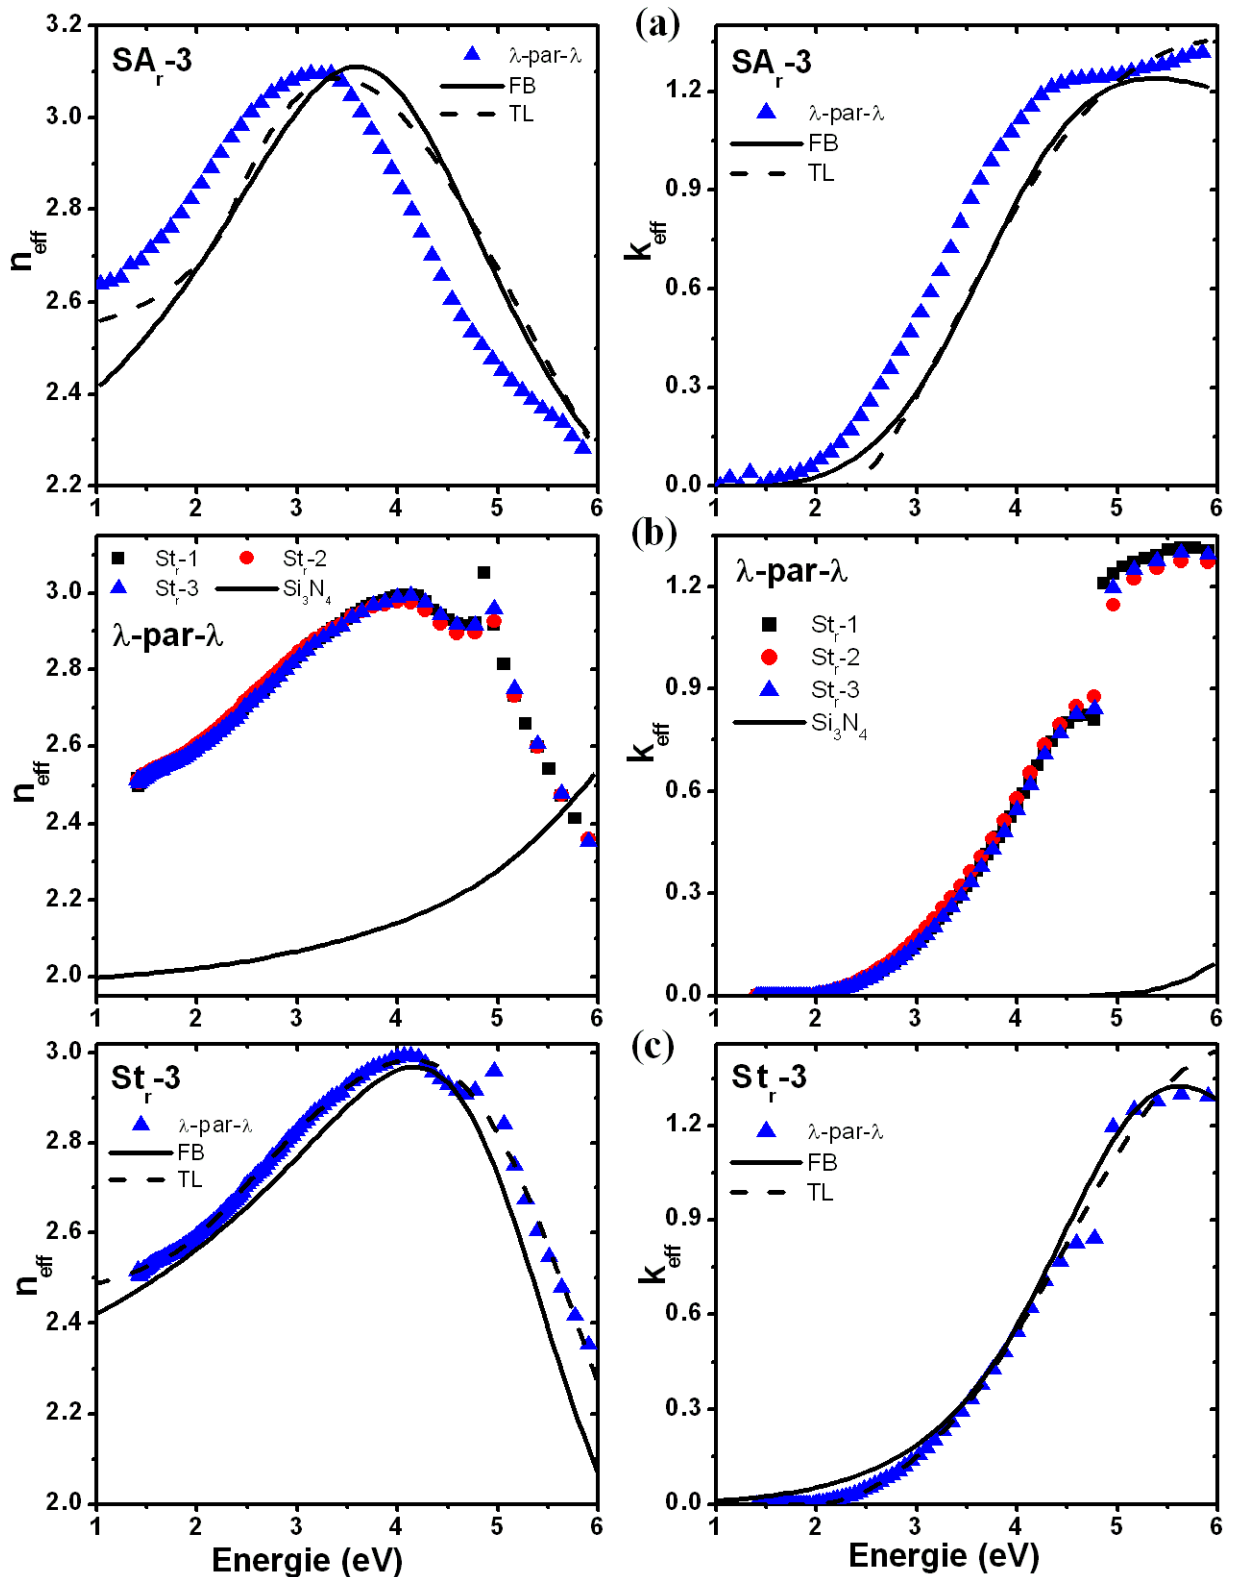 (a)
SAr-3
λ-par-λ
FB
TL
neff
3.2
3.0
2.8
2.6
2.4
2.2
1 2 3 4 5 6
SAr-3
λ-par-λ
FB
TL
keff
1.2
0.9
0.6
0.3
0.0
1 2 3 4 5 6
(b)
Str-1 Str-2
Str-3 Si3N4
λ-par-λ
neff
3.0
2.8
2.6
2.4
2.2
2.0
1 2 3 4 5 6
λ-par-λ
Str-1
Str-2
Str-3
Si3N4
keff
1.2
0.9
0.6
0.3
0.0
1 2 3 4 5 6
(c)
Str-3
λ-par-λ
FB
TL
neff
3.0
2.8
2.6
2.4
2.2
2.0
1 2 3 4 5 6
Energie (eV)
Str-3
λ-par-λ
FB
TL
keff
1.2
0.9
0.6
0.3
0.0
1 2 3 4 5 6
Energie (eV)